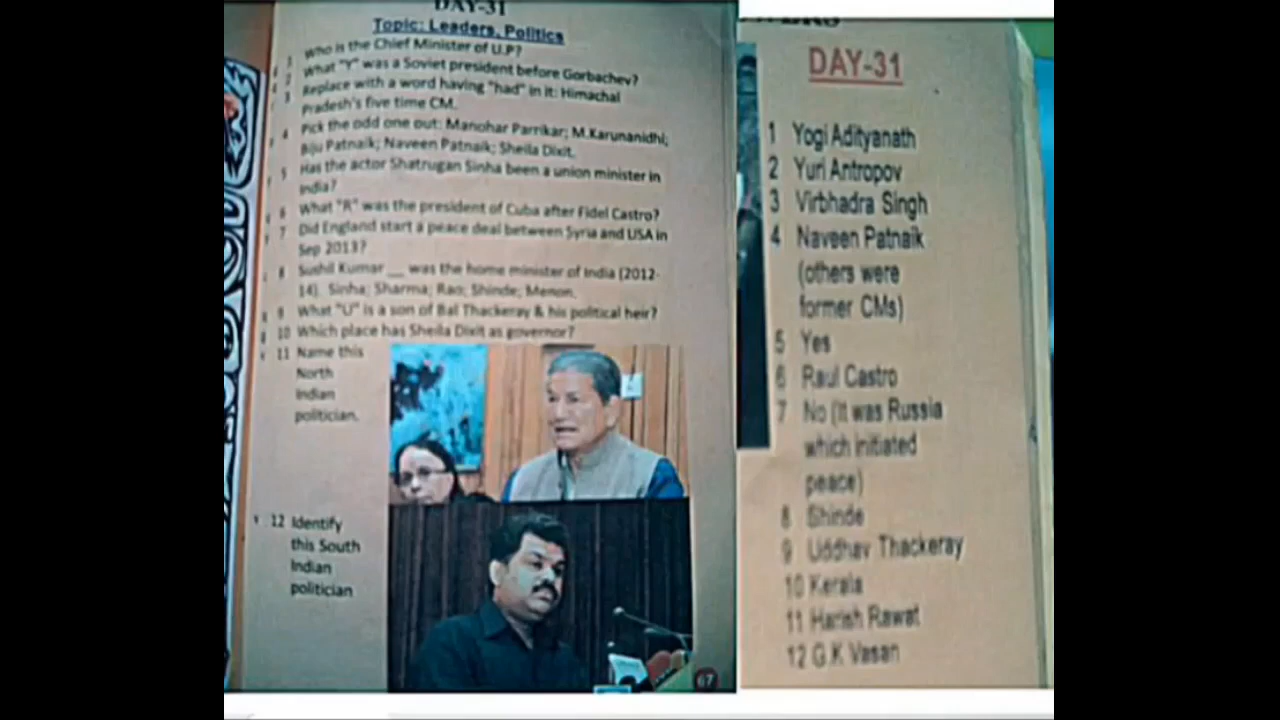 DAY-31
Topic: Leaders, Politics
1 Who is the Chief Minister of U.P?
2 What "Y" was a Soviet president before Gorbachev?
3 Replace with a word having "had" in it: Himachal
Pradesh's five time CM.
4 Pick the odd one out: Manohar Parrikar; M.Karunanidhi;
Biju Patnaik; Naveen Patnaik; Sheila Dixit.
5 Has the actor Shatrugan Sinha been a union minister in
India?
6 What "R" was the president of Cuba after Fidel Castro?
7 Did England start a peace deal between Syria and USA in
Sep 2013?
8 Sushil Kumar __ was the home minister of India (2012-
14). Sinha; Sharma; Rao; Shinde; Menon.
9 What "U" is a son of Bal Thackeray & his political heir?
10 Which place has Sheila Dixit as governor?
11 Name this
North
Indian
politician.
12 Identify
this South
Indian
politician
67
DAY-31
1 Yogi Adityanath
2 Yuri Antropov
3 Virbhadra Singh
4 Naveen Patnaik
(others were
former CMs)
5 Yes
6 Raul Castro
7 No (It was Russia
which initiated
peace)
8 Shinde
9 Uddhav Thackeray
10 Kerala
11 Harish Rawat
12 G.K Vasan